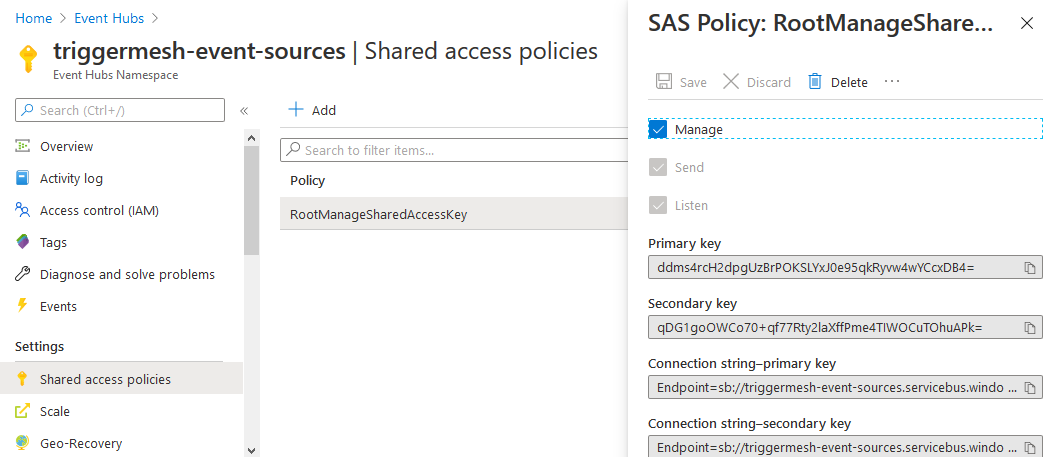 Home > Event Hubs >
triggermesh-event-sources | Shared access policies
Event Hubs Namespace
Search (Ctrl+/)
«
Overview
Activity log
Access control (IAM)
Tags
Diagnose and solve problems
Events
Settings
Shared access policies
Scale
Geo-Recovery
+ Add
Search to filter items...
Policy
RootManageSharedAccessKey
SAS Policy: RootManageShare...
Save
Discard
Delete
...
Manage
Send
Listen
Primary key
ddms4rcH2dpgUzBrPOKSLYxJ0e95qkRyvw4wYCcxDB4=
Secondary key
qDG1goOWCo70+qf77Rty2laXffPme4TIWOCuTOhuAPk=
Connection string–primary key
Endpoint=sb://triggermesh-event-sources.servicebus.windo ...
Connection string–secondary key
Endpoint=sb://triggermesh-event-sources.servicebus.windo ...